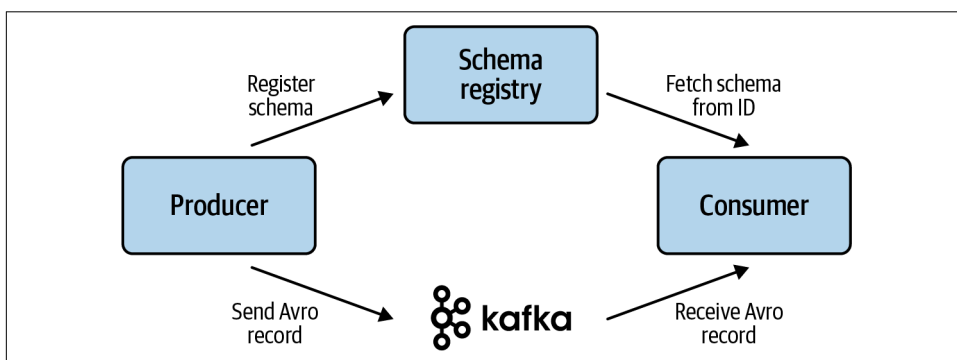 Schema
registry
Register
schema
Fetch schema
from ID
Producer
Consumer
Send Avro
record
kafka
Receive Avro
record